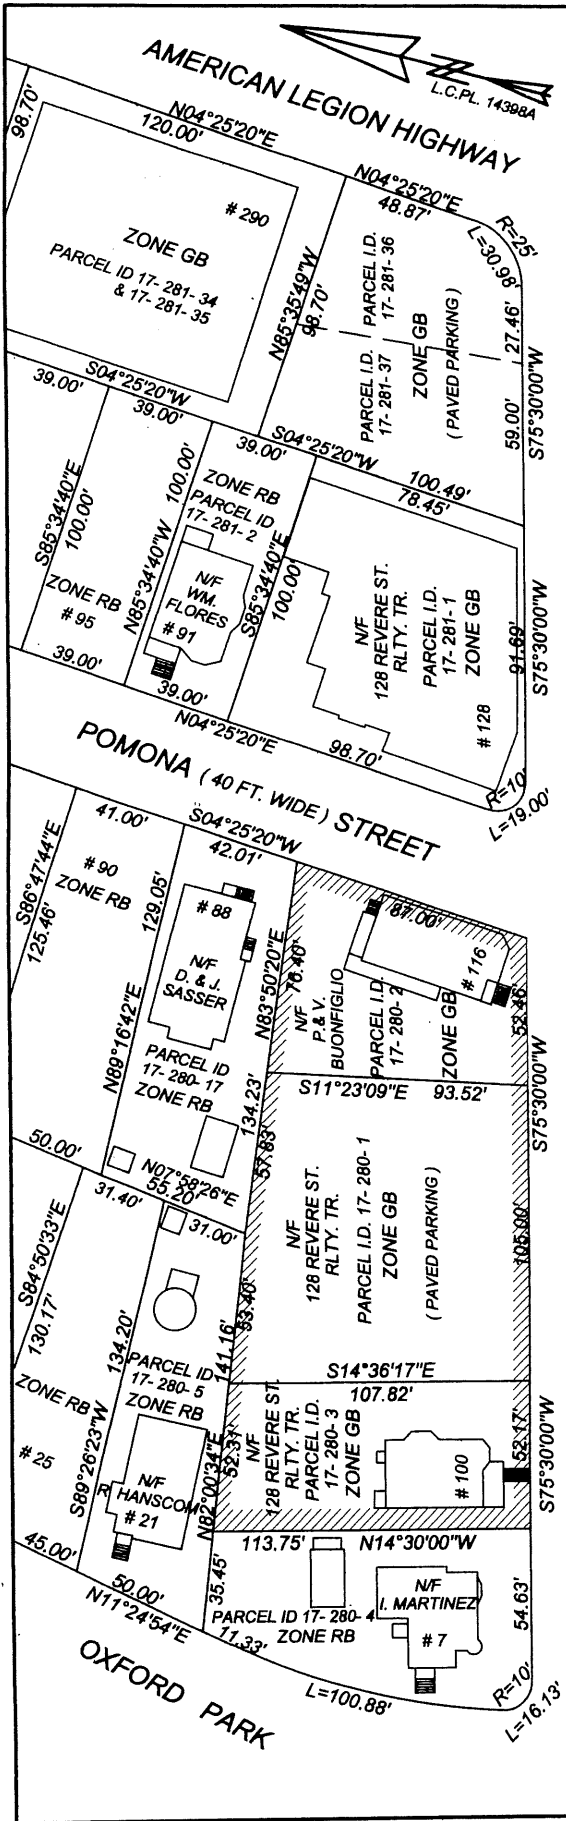 AMERICAN LEGION HIGHWAY
L.C.PL. 14398A
98.70'
N04°25'20"E
120.00'
N04°25'20"E
48.87'
R=25'
L=30.98'
# 290
ZONE GB
PARCEL ID 17- 281- 34
& 17- 281- 35
N85°35'49"W
98.70'
PARCEL I.D.
17- 281- 36
PARCEL I.D.
17- 281- 37
ZONE GB
( PAVED PARKING )
27.46'
59.00'
S75°30'00"W
S04°25'20"W
39.00'
39.00'
39.00'
S04°25'20"W
100.49'
78.45'
S85°34'40"E
100.00'
ZONE RB
# 95
N85°34'40"W
100.00'
ZONE RB
PARCEL ID
17- 281- 2
N/F
WM.
FLORES
# 91
S85°34'40"E
100.00'
N/F
128 REVERE ST.
RLTY. TR.
PARCEL I.D.
17- 281- 1
ZONE GB
# 128
91.69'
S75°30'00"W
39.00'
39.00'
N04°25'20"E
98.70'
R=10'
L=19.00'
POMONA ( 40 FT. WIDE ) STREET
S04°25'20"W
41.00'
42.01'
87.00'
S86°47'44"E
125.46'
# 90
ZONE RB
N89°16'42"E
129.05'
# 88
N/F
D. & J.
SASSER
PARCEL ID
17- 280- 17
ZONE RB
N83°50'20"E
134.23'
76.40'
57.83'
N/F
P.& V.
BUONFIGLIO
PARCEL I.D.
17- 280- 2
ZONE GB
# 116
52.46'
S75°30'00"W
S11°23'09"E 93.52'
N/F
128 REVERE ST.
RLTY. TR.
PARCEL I.D. 17- 280- 1
ZONE GB
( PAVED PARKING )
105.00'
50.00'
N07°58'26"E
55.20'
31.40'
31.00'
S84°50'33"E
130.17'
ZONE RB
# 25
134.20'
S89°26'23"W
PARCEL ID
17- 280- 5
ZONE RB
N/F
R. HANSCOM
# 21
141.16'
53.40'
N82°00'34"E
52.31'
S14°36'17"E
107.82'
N/F
128 REVERE ST.
RLTY. TR.
PARCEL I.D.
17- 280- 3
ZONE GB
# 100
52.17'
S75°30'00"W
113.75' N14°30'00"W
35.45'
45.00'
50.00'
N11°24'54"E
11.33'
PARCEL ID 17- 280- 4
ZONE RB
N/F
I. MARTINEZ
# 7
54.63'
L=100.88'
R=10'
L=16.13'
OXFORD PARK